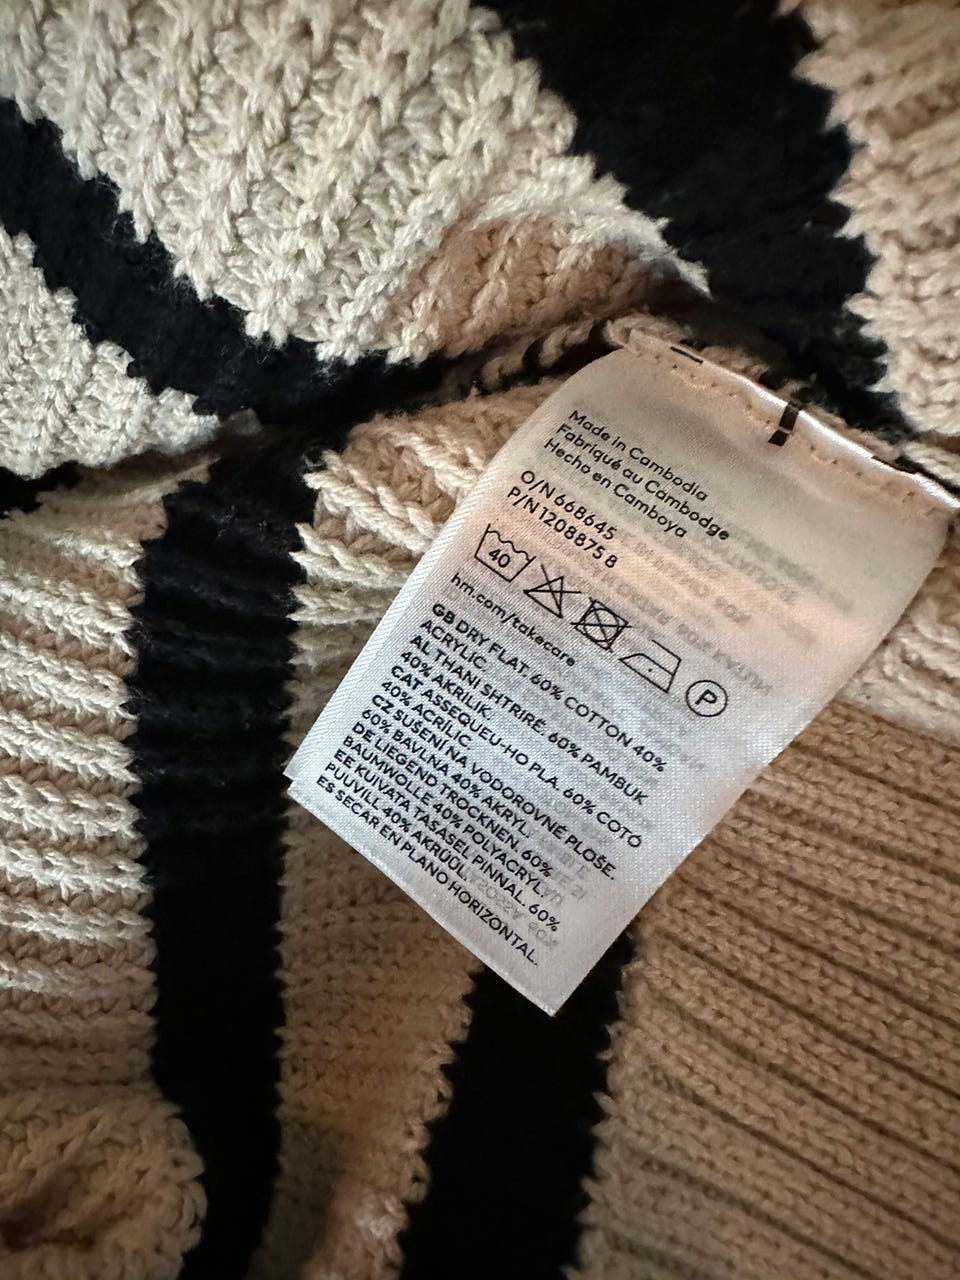 Made in Cambodia
Fabriqué au Cambodge
Hecho en Camboya
O/N 668645
P/N 1208875 8
40
P
hm.com/takecare
GB DRY FLAT. 60% COTTON 40%
ACRYLIC
AL THANI SHTRIRË. 60% PAMBUK
40% AKRILIK.
CAT ASSEQUEU-HO PLA. 60% COTÓ
40% ACRÍLIC.
CZ SUŠENÍ NA VODOROVNÉ PLOŠE.
60% BAVLNA 40% AKRYL.
DE LIEGEND TROCKNEN. 60%
BAUMWOLLE 40% POLYACRYL.
EE KUIVATA TASASEL PINNAL. 60%
PUUVILL 40% AKRÜÜL.
ES SECAR EN PLANO HORIZONTAL.